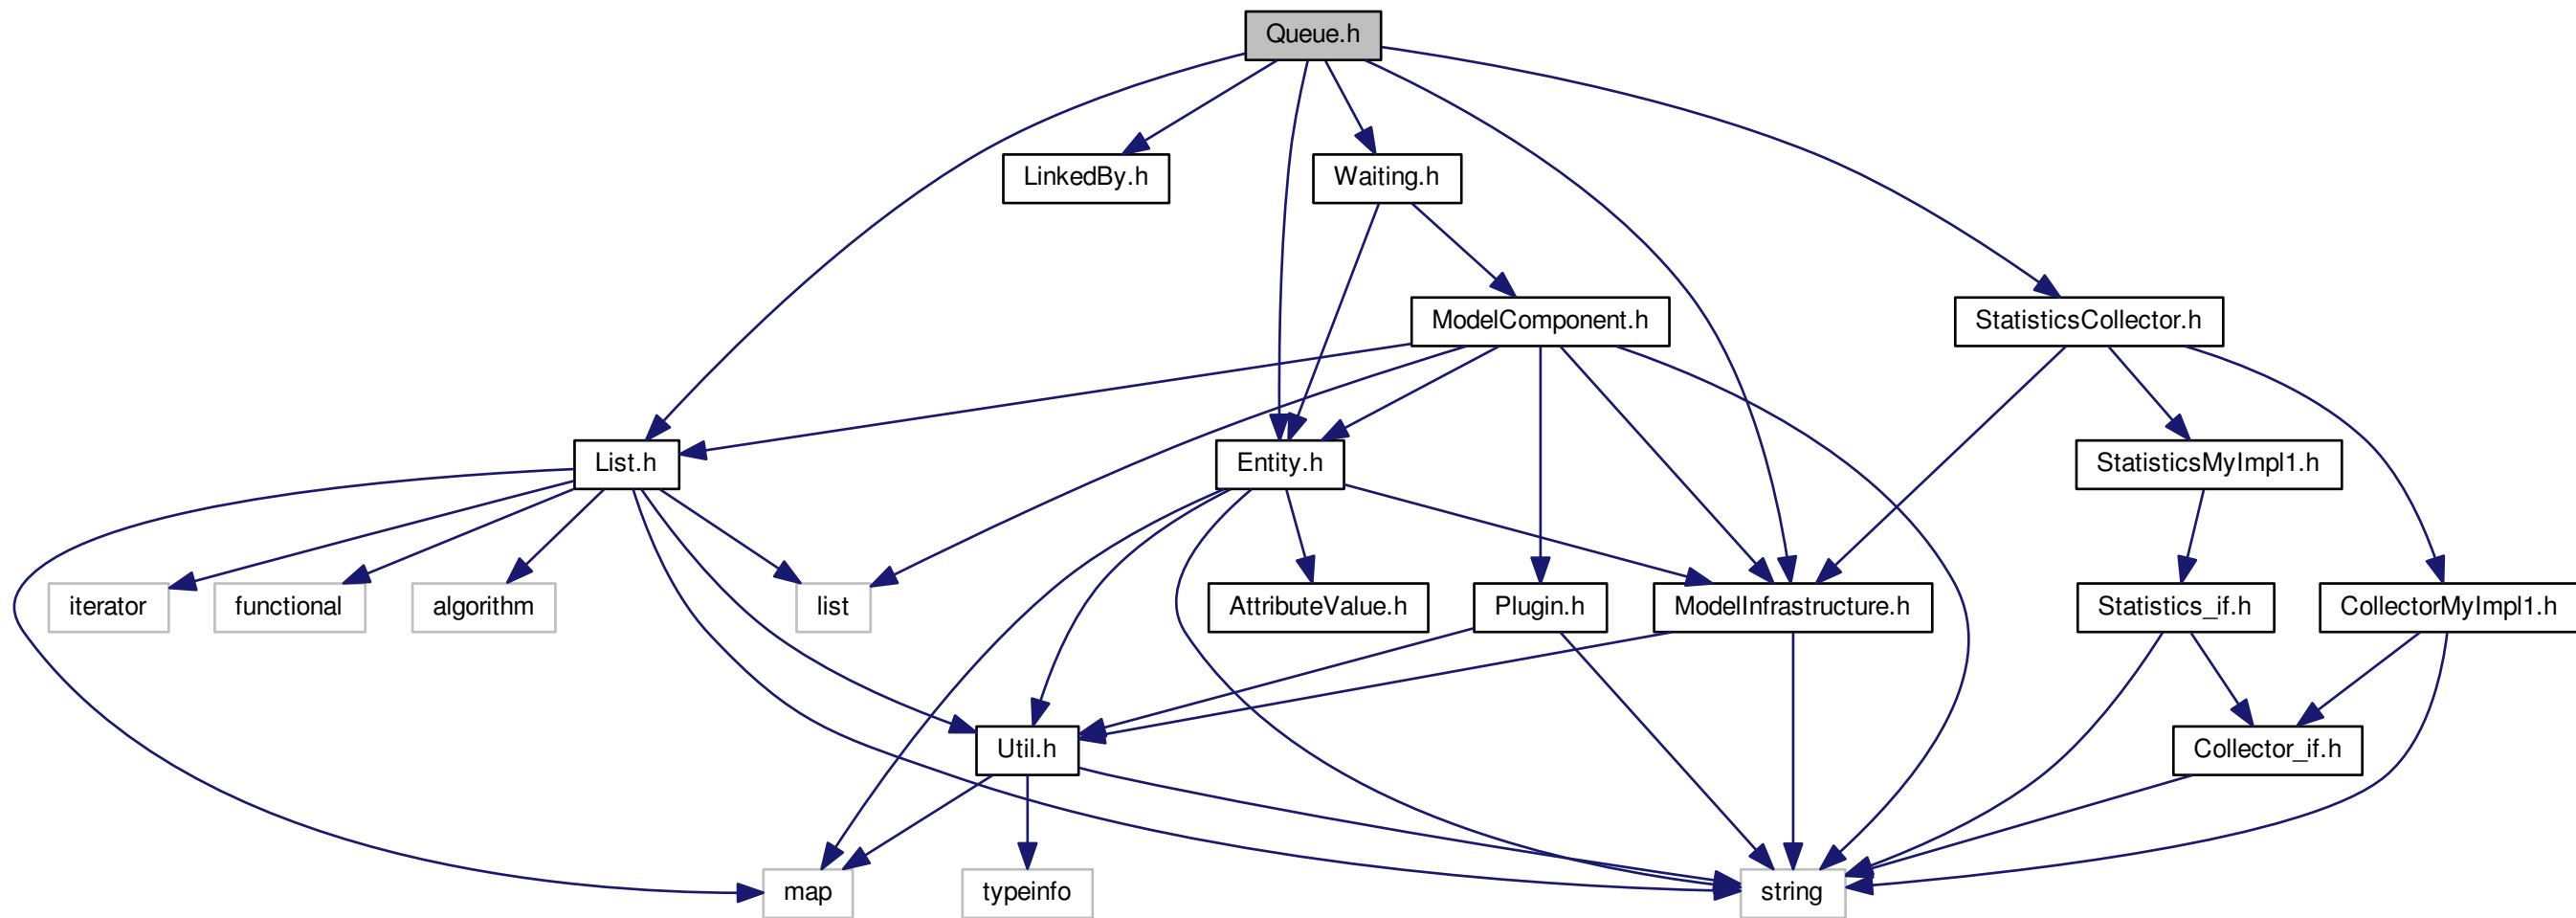 Queue.h
LinkedBy.h
Waiting.h
ModelComponent.h
StatisticsCollector.h
List.h
Entity.h
StatisticsMyImpl1.h
iterator
functional
algorithm
list
AttributeValue.h
Plugin.h
ModelInfrastructure.h
Statistics_if.h
CollectorMyImpl1.h
Util.h
Collector_if.h
map
typeinfo
string